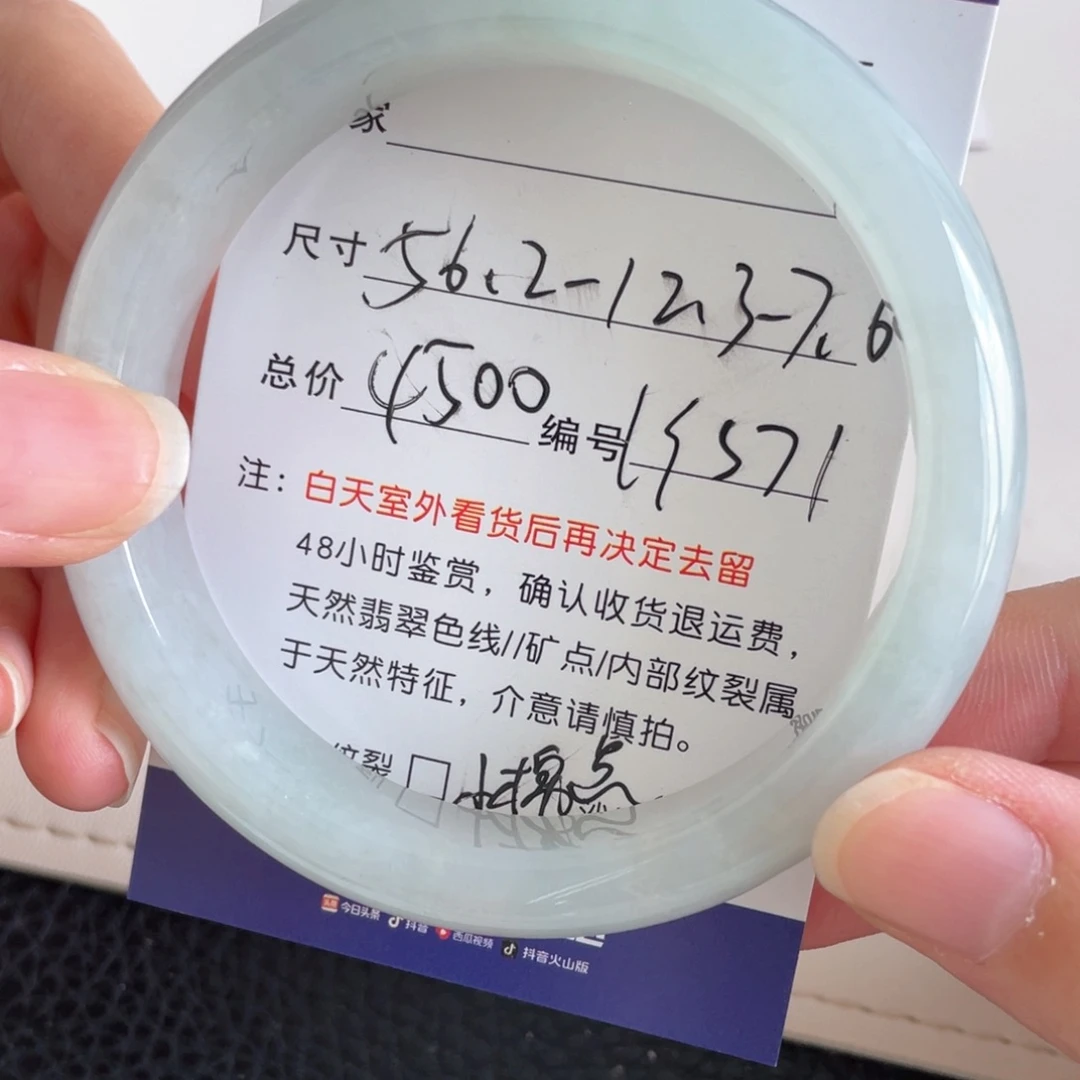 家
尺寸 56.2-12.3-7.6
总价 4500 编号 14571
注：白天室外看货后再决定去留
48小时鉴赏，确认收货退运费，
天然翡翠色线//矿点/内部纹裂属
于天然特征，介意请慎拍。
纹裂 点
今日头条 抖音 西瓜视频 抖音火山版